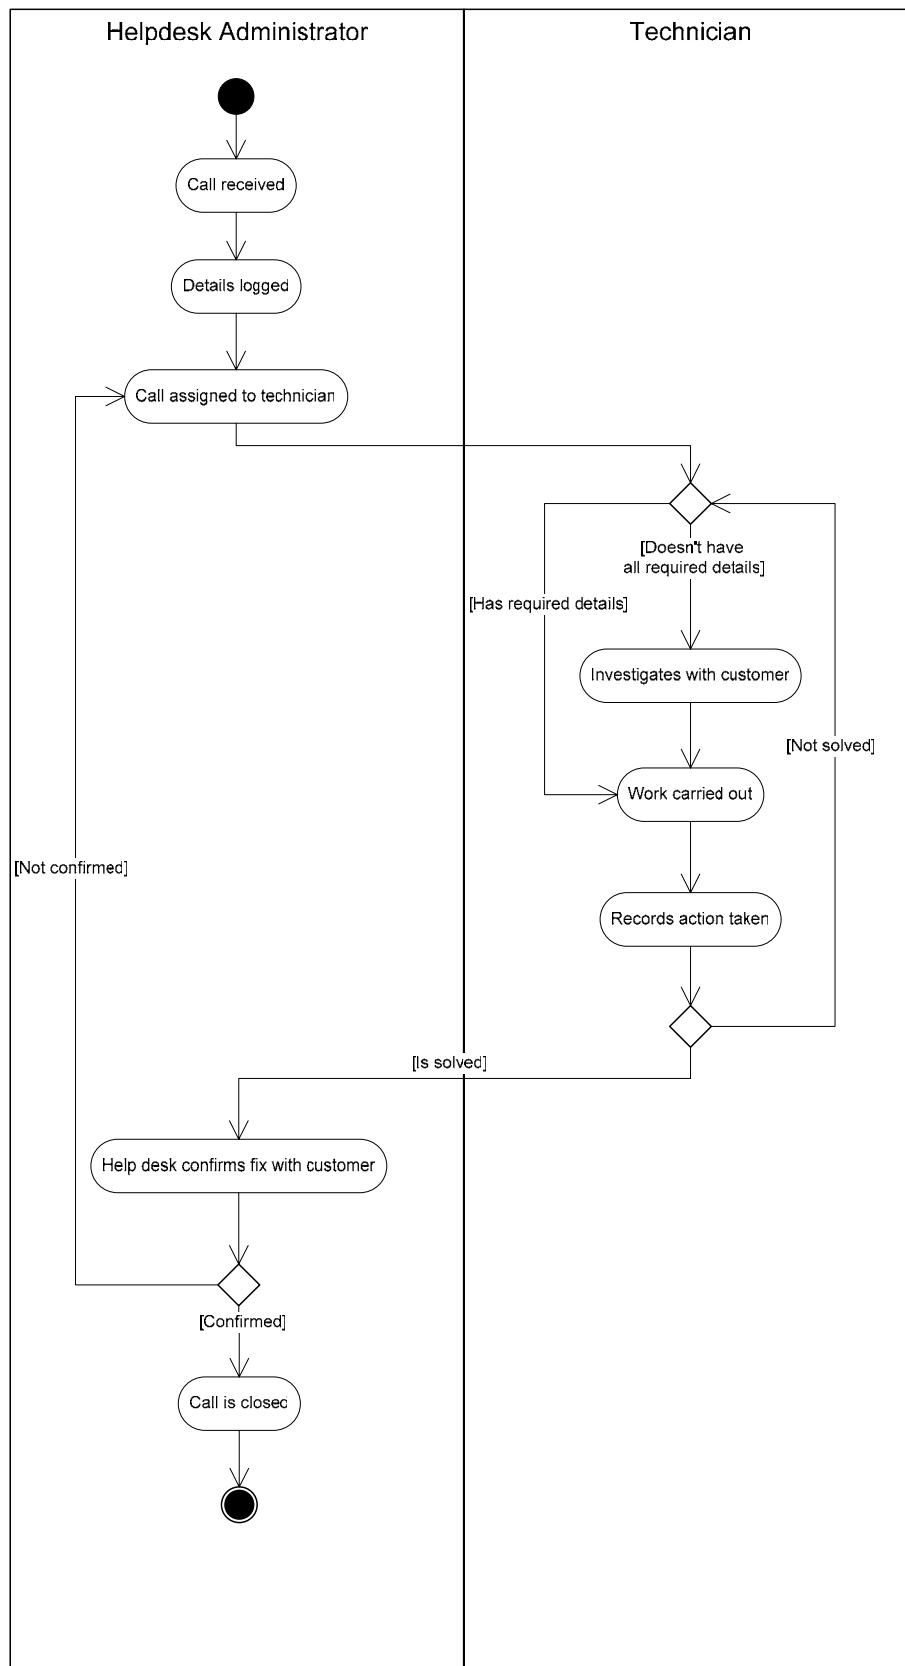 Helpdesk Administrator
Technician
Call received
Details logged
Call assigned to technician
[Doesn't have
all required details]
[Has required details]
Investigates with customer
[Not solved]
Work carried out
[Not confirmed]
Records action taken
[Is solved]
Help desk confirms fix with customer
[Confirmed]
Call is closed